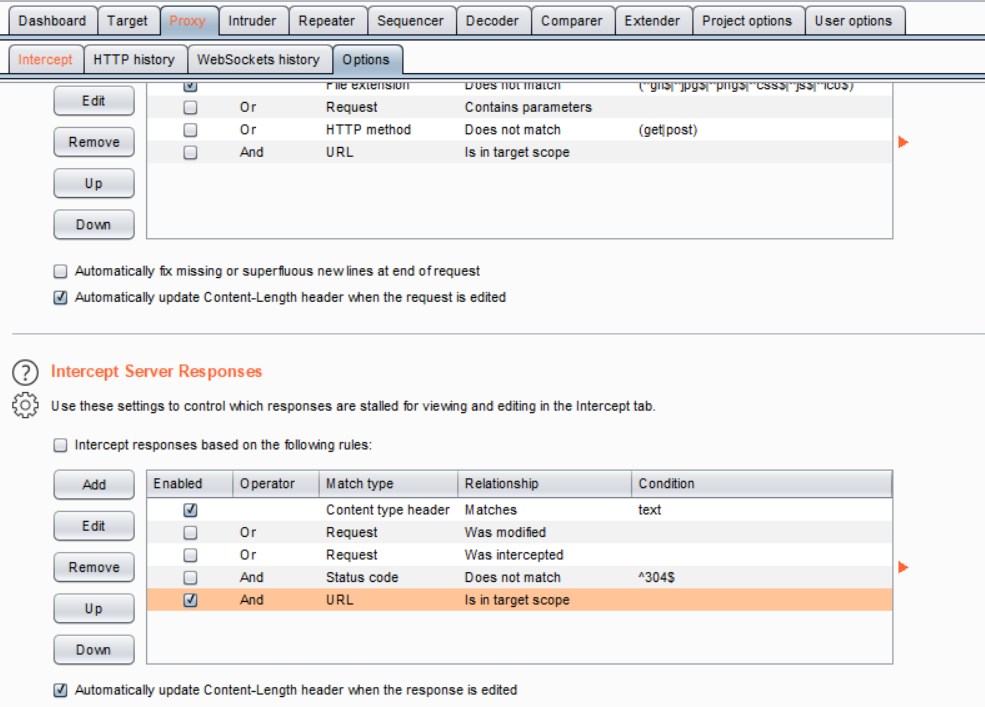 Dashboard Target Proxy Intruder Repeater Sequencer Decoder Comparer Extender Project options User options
Intercept HTTP history WebSockets history Options
File extension Does not match (^gif$|^jpg$|^png$|^css$|^js$|^ico$)
Edit
Or Request Contains parameters
Or HTTP method Does not match (get|post)
Remove
And URL Is in target scope
Up
Down
Automatically fix missing or superfluous new lines at end of request
Automatically update Content-Length header when the request is edited
? Intercept Server Responses
Use these settings to control which responses are stalled for viewing and editing in the Intercept tab.
Intercept responses based on the following rules:
Add Enabled Operator Match type Relationship Condition
Content type header Matches text
Edit Or Request Was modified
Or Request Was intercepted
Remove And Status code Does not match ^304$
Up And URL Is in target scope
Down
Automatically update Content-Length header when the response is edited